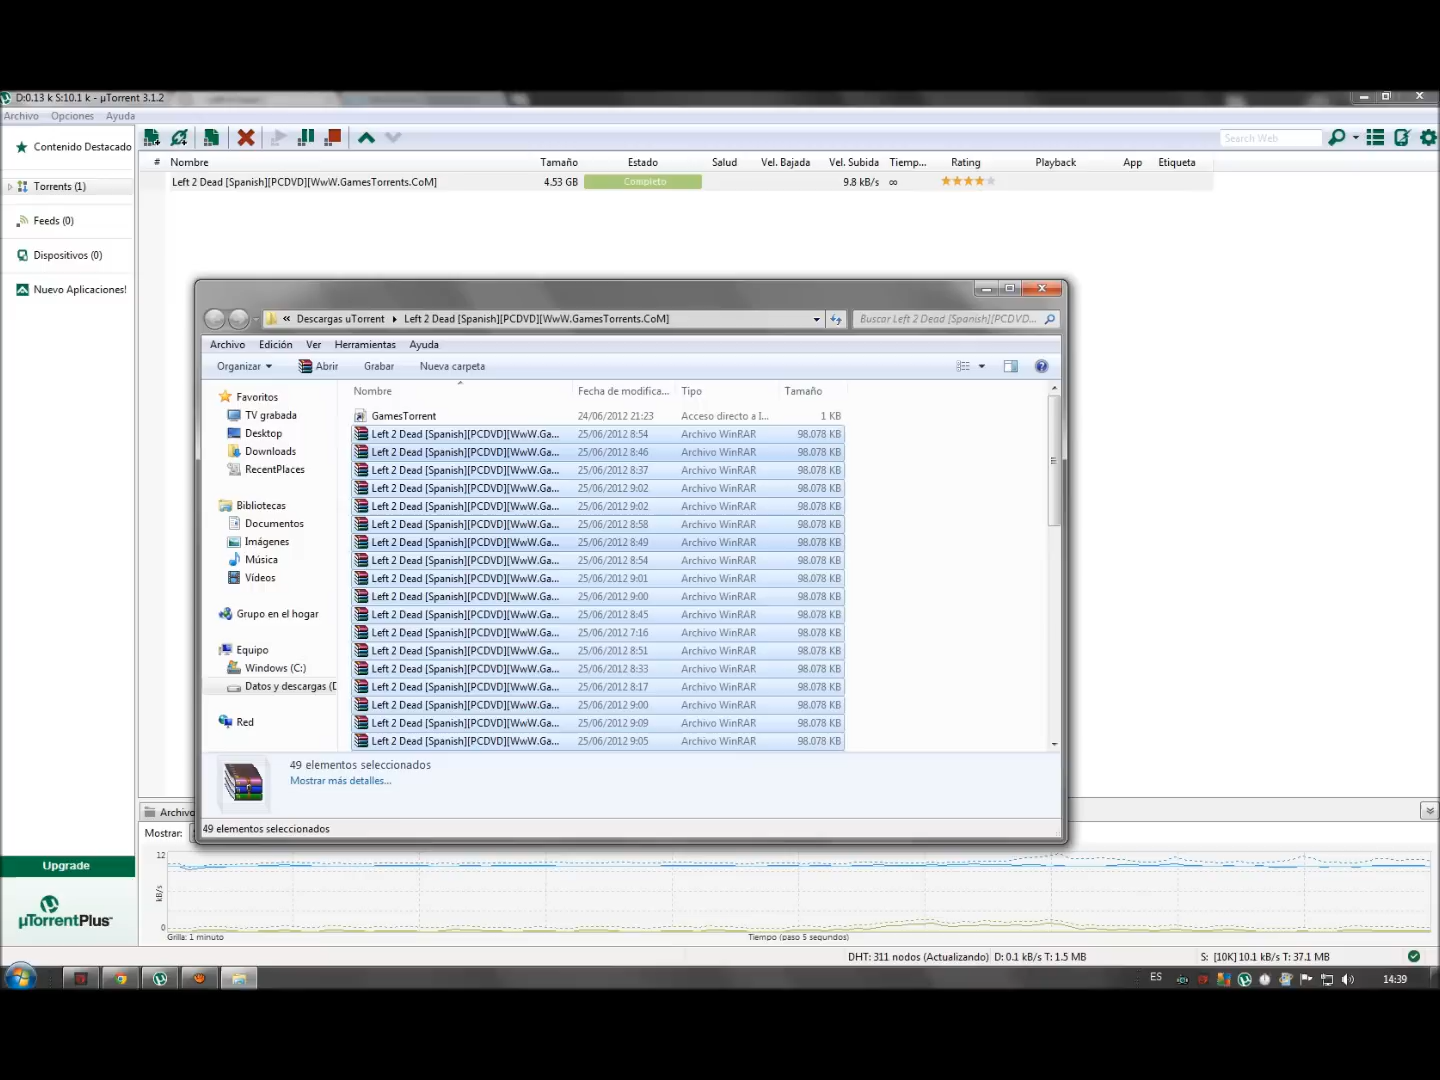 D:0.13 k S:10.1 k - µTorrent 3.1.2
Archivo Opciones Ayuda
Contenido Destacado
Search Web
# Nombre Tamaño Estado Salud Vel. Bajada Vel. Subida Tiemp... Rating Playback App Etiqueta
Torrents (1)
Left 2 Dead [Spanish][PCDVD][WwW.GamesTorrents.CoM] 4.53 GB Completo 9.8 kB/s ∞
Feeds (0)
Dispositivos (0)
Nuevo Aplicaciones!
« Descargas uTorrent Left 2 Dead [Spanish][PCDVD][WwW.GamesTorrents.CoM] Buscar Left 2 Dead [Spanish][PCDVD...
Archivo Edición Ver Herramientas Ayuda
Organizar Abrir Grabar Nueva carpeta
Favoritos
TV grabada
Desktop
Downloads
RecentPlaces
Bibliotecas
Documentos
Imágenes
Música
Vídeos
Grupo en el hogar
Equipo
Windows (C:)
Datos y descargas (D
Red
Nombre Fecha de modifica... Tipo Tamaño
GamesTorrent 24/06/2012 21:23 Acceso directo a I... 1 KB
Left 2 Dead [Spanish][PCDVD][WwW.Ga... 25/06/2012 8:54 Archivo WinRAR 98.078 KB
Left 2 Dead [Spanish][PCDVD][WwW.Ga... 25/06/2012 8:46 Archivo WinRAR 98.078 KB
Left 2 Dead [Spanish][PCDVD][WwW.Ga... 25/06/2012 8:37 Archivo WinRAR 98.078 KB
Left 2 Dead [Spanish][PCDVD][WwW.Ga... 25/06/2012 9:02 Archivo WinRAR 98.078 KB
Left 2 Dead [Spanish][PCDVD][WwW.Ga... 25/06/2012 9:02 Archivo WinRAR 98.078 KB
Left 2 Dead [Spanish][PCDVD][WwW.Ga... 25/06/2012 8:58 Archivo WinRAR 98.078 KB
Left 2 Dead [Spanish][PCDVD][WwW.Ga... 25/06/2012 8:49 Archivo WinRAR 98.078 KB
Left 2 Dead [Spanish][PCDVD][WwW.Ga... 25/06/2012 8:54 Archivo WinRAR 98.078 KB
Left 2 Dead [Spanish][PCDVD][WwW.Ga... 25/06/2012 9:01 Archivo WinRAR 98.078 KB
Left 2 Dead [Spanish][PCDVD][WwW.Ga... 25/06/2012 9:00 Archivo WinRAR 98.078 KB
Left 2 Dead [Spanish][PCDVD][WwW.Ga... 25/06/2012 8:45 Archivo WinRAR 98.078 KB
Left 2 Dead [Spanish][PCDVD][WwW.Ga... 25/06/2012 7:16 Archivo WinRAR 98.078 KB
Left 2 Dead [Spanish][PCDVD][WwW.Ga... 25/06/2012 8:51 Archivo WinRAR 98.078 KB
Left 2 Dead [Spanish][PCDVD][WwW.Ga... 25/06/2012 8:33 Archivo WinRAR 98.078 KB
Left 2 Dead [Spanish][PCDVD][WwW.Ga... 25/06/2012 8:17 Archivo WinRAR 98.078 KB
Left 2 Dead [Spanish][PCDVD][WwW.Ga... 25/06/2012 9:00 Archivo WinRAR 98.078 KB
Left 2 Dead [Spanish][PCDVD][WwW.Ga... 25/06/2012 9:09 Archivo WinRAR 98.078 KB
Left 2 Dead [Spanish][PCDVD][WwW.Ga... 25/06/2012 9:05 Archivo WinRAR 98.078 KB
49 elementos seleccionados
Mostrar más detalles...
49 elementos seleccionados
Archivo
Mostrar:
12
kB/s
0
Grilla: 1 minuto Tiempo (paso 5 segundos)
Upgrade
µTorrentPlus
DHT: 311 nodos (Actualizando) D: 0.1 kB/s T: 1.5 MB S: [10K] 10.1 kB/s T: 37.1 MB
ES 14:39